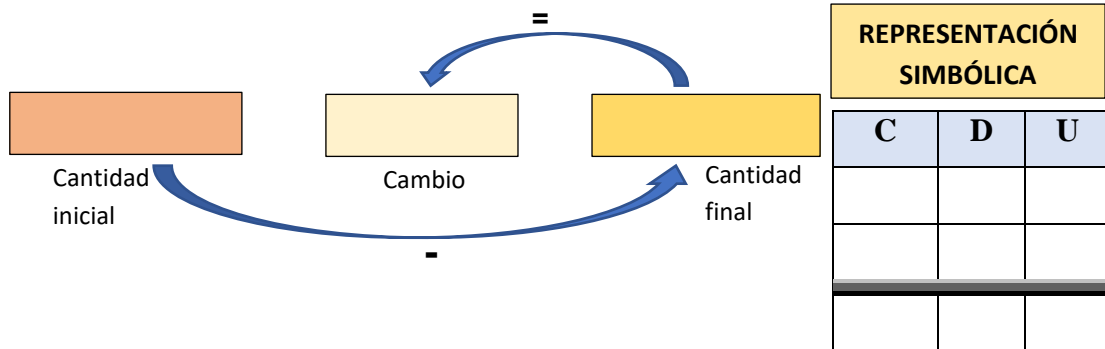 =
REPRESENTACIÓN
SIMBÓLICA
C D U
Cantidad
inicial
Cambio
Cantidad
final
-